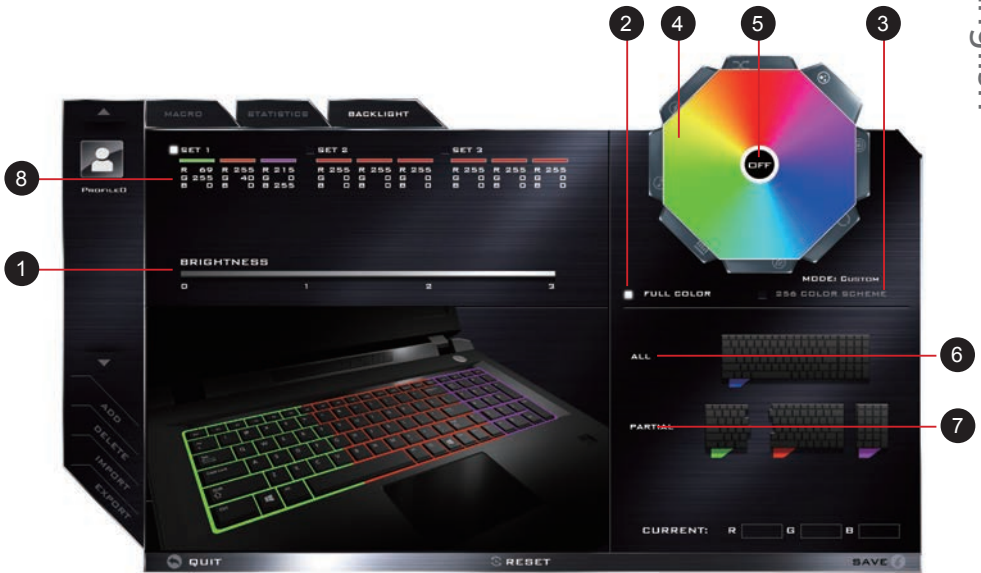 2 4 5 3
MACRO STATISTICS BACKLIGHT
SET 1 SET 2 SET 3
R 69 R 255 R 215 R 255 R 255 R 255 R 255 R 255 R 255
G 255 G 40 G 0 G 0 G 0 G 0 G 0 G 0 G 0
B 0 B 0 B 255 B 0 B 0 B 0 B 0 B 0 B 0
8
PROFILE0
OFF
1
BRIGHTNESS
0 1 2 3
MODE: CUSTOM
FULL COLOR 256 COLOR SCHEME
ALL
6
PARTIAL
7
ADD
DELETE
IMPORT
EXPORT
CURRENT: R G B
QUIT RESET SAVE